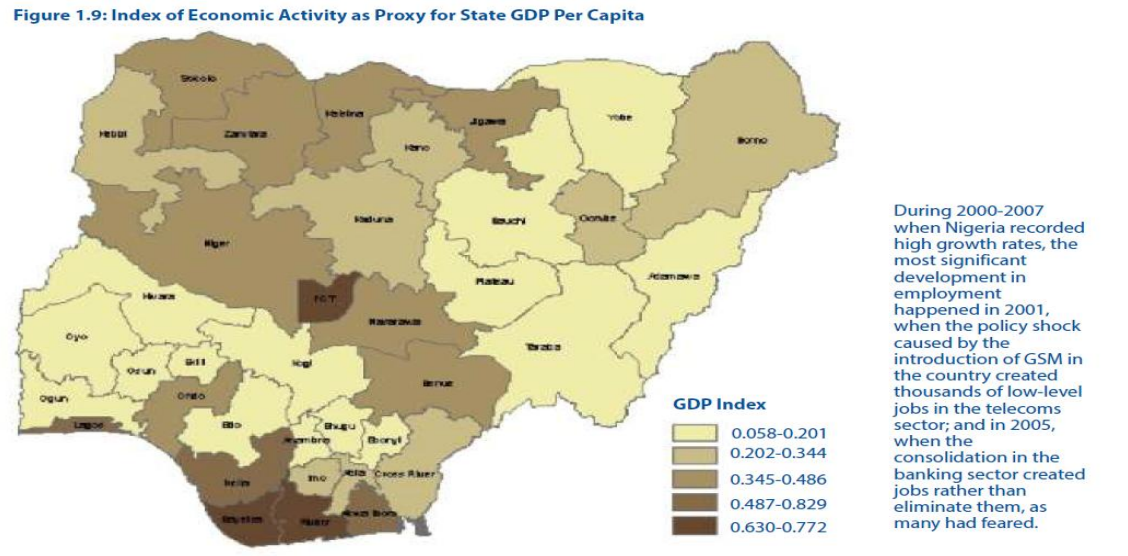 Figure 1.9: Index of Economic Activity as Proxy for State GDP Per Capita
Sokoto
Kebbi
Zamfara
Katsina
Kano
Jigawa
Yobe
Borno
Niger
Kaduna
Bauchi
Gombe
Adamawa
Plateau
FCT
Nasarawa
Taraba
Kwara
Oyo
Osun
Ekiti
Kogi
Benue
Ogun
Lagos
Ondo
Edo
Enugu
Anambra
Ebonyi
Imo
Abia
Cross River
Delta
Bayelsa
River
Akwa Ibom
GDP Index
0.058-0.201
0.202-0.344
0.345-0.486
0.487-0.829
0.630-0.772
During 2000-2007
when Nigeria recorded
high growth rates, the
most significant
development in
employment
happened in 2001,
when the policy shock
caused by the
introduction of GSM in
the country created
thousands of low-level
jobs in the telecoms
sector; and in 2005,
when the
consolidation in the
banking sector created
jobs rather than
eliminate them, as
many had feared.